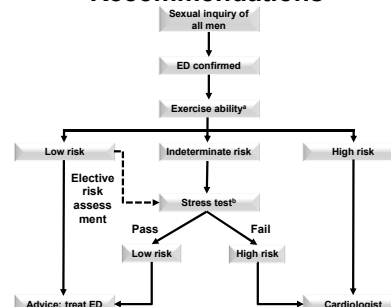 Recommendations
Sexual inquiry of
all men
ED confirmed
Exercise abilityᵃ
Low risk
Indeterminate risk
High risk
Elective
risk
assess
ment
Stress testᵇ
Pass
Fail
Low risk
High risk
Advice; treat ED
Cardiologist